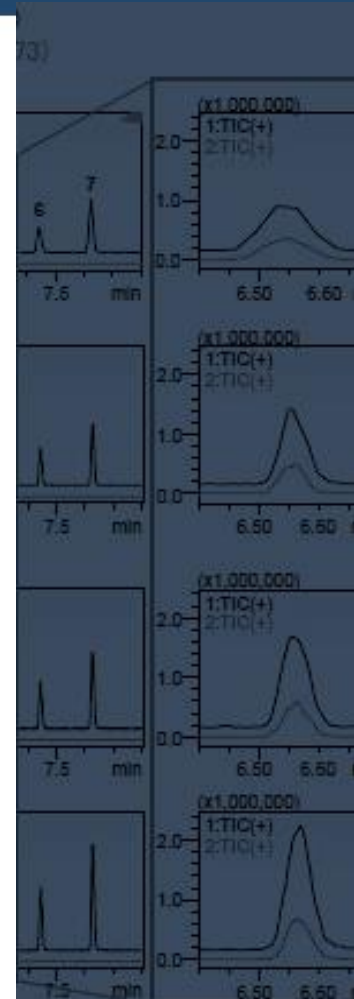 73)
(x1,000,000)
1:TIC(+)
2:TIC(+)
2.0
1.0
0.0
6
7
7.5 min
6.50 6.60
(x1,000,000)
1:TIC(+)
2:TIC(+)
2.0
1.0
0.0
7.5 min
6.50 6.60
(x1,000,000)
1:TIC(+)
2:TIC(+)
2.0
1.0
0.0
7.5 min
6.50 6.60
(x1,000,000)
1:TIC(+)
2:TIC(+)
2.0
1.0
0.0
7.5 min
6.50 6.60